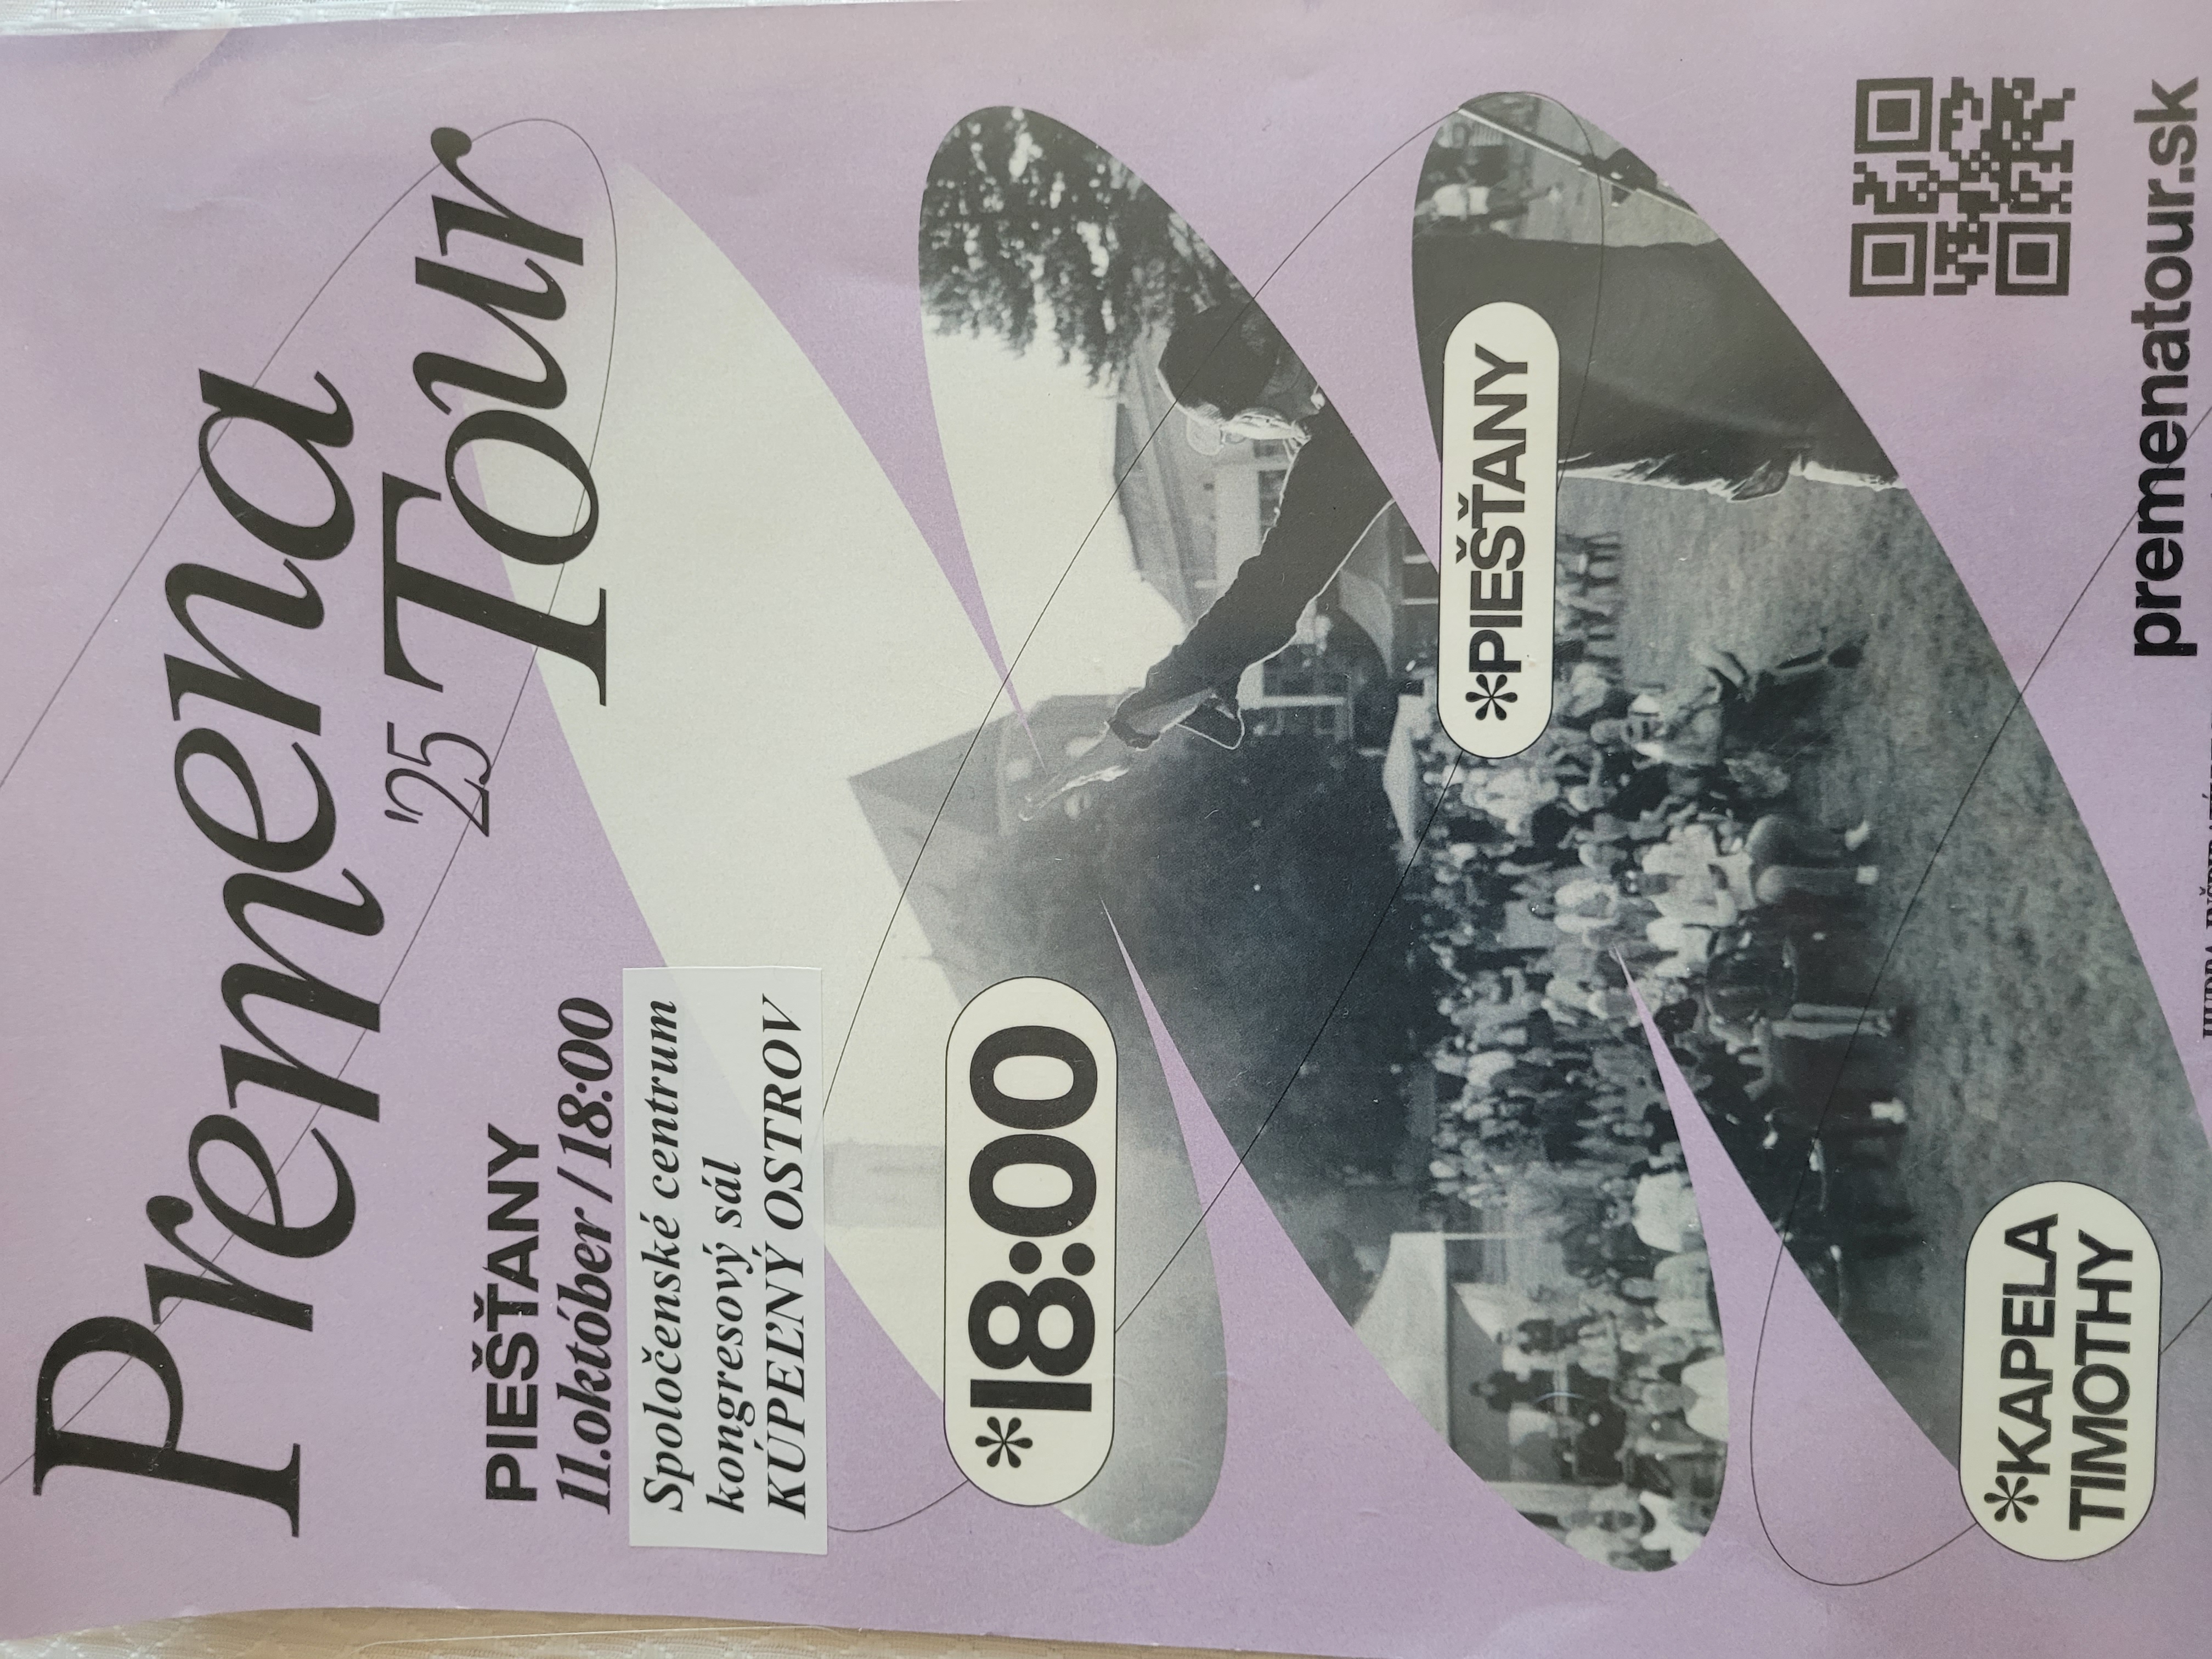 Premena
'25 Tour
PIEŠŤANY
11.október / 18:00
Spoločenské centrum
kongresový sál
KÚPEĽNÝ OSTROV
*18:00
*PIEŠŤANY
*KAPELA
TIMOTHY
premenatour.sk